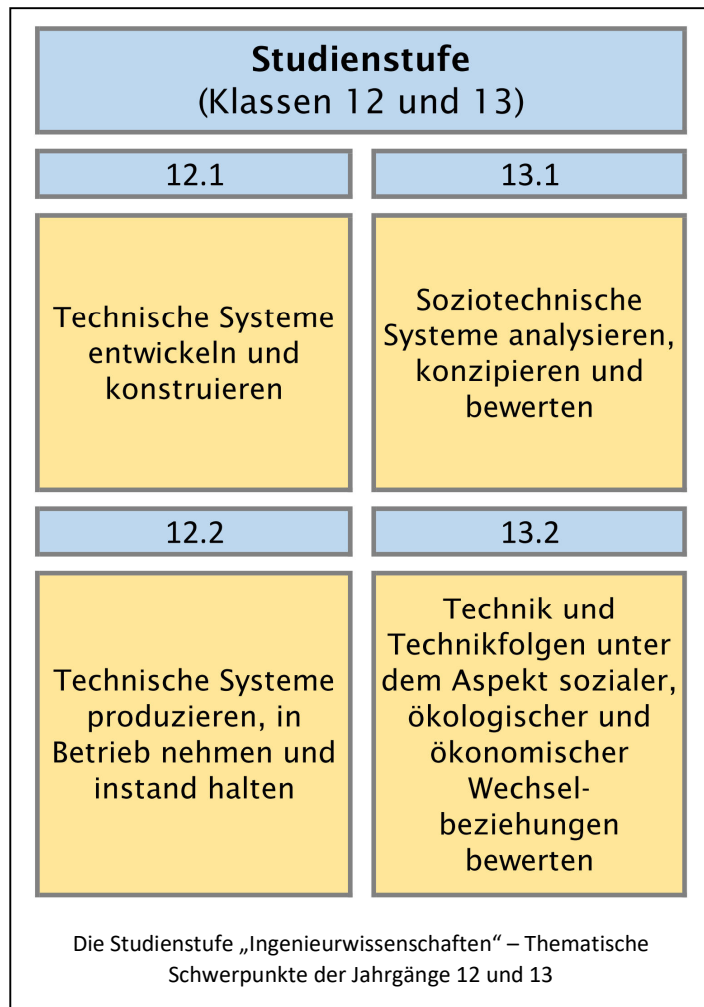 Studienstufe
(Klassen 12 und 13)
12.1
13.1
Technische Systeme
entwickeln und
konstruieren
Soziotechnische
Systeme analysieren,
konzipieren und
bewerten
12.2
13.2
Technische Systeme
produzieren, in
Betrieb nehmen und
instand halten
Technik und
Technikfolgen unter
dem Aspekt sozialer,
ökologischer und
ökonomischer
Wechsel-
beziehungen
bewerten
Die Studienstufe „Ingenieurwissenschaften“ – Thematische
Schwerpunkte der Jahrgänge 12 und 13